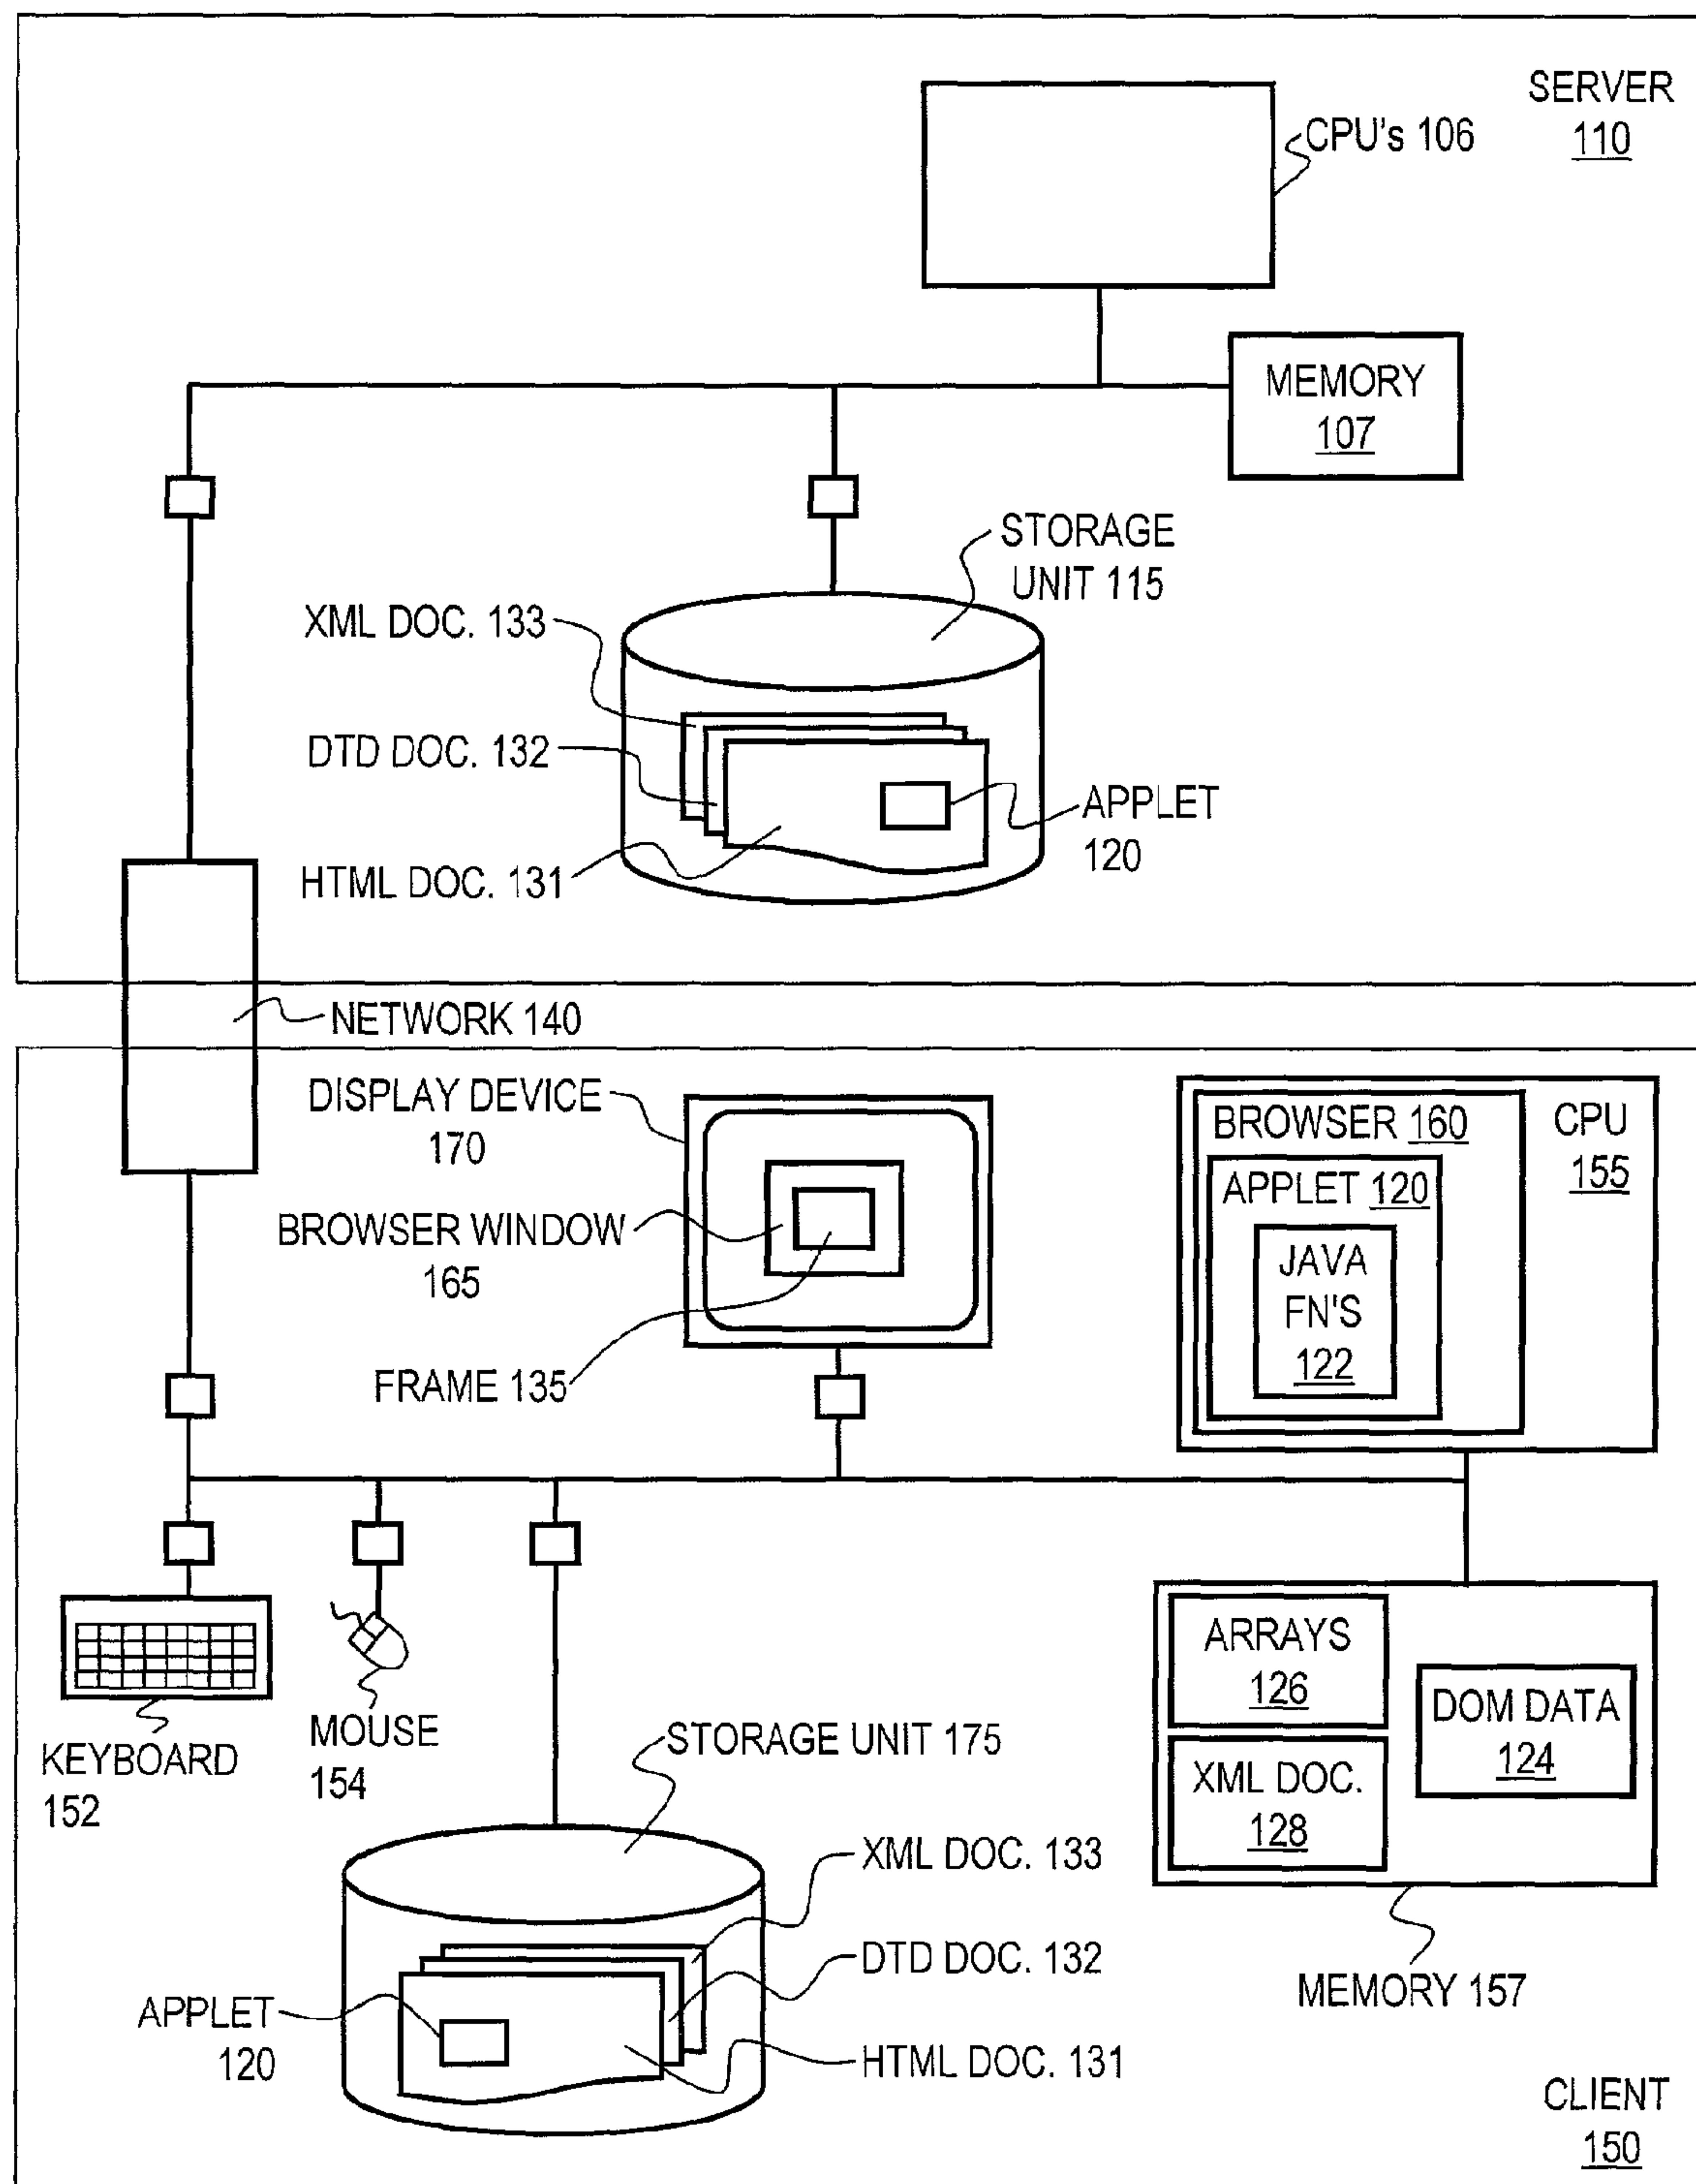 SERVER
110
CPU's 106
MEMORY
107
STORAGE
UNIT 115
XML DOC. 133
DTD DOC. 132
APPLET
120
HTML DOC. 131
NETWORK 140
DISPLAY DEVICE
170
BROWSER WINDOW
165
FRAME 135
BROWSER 160
CPU
155
APPLET 120
JAVA
FN'S
122
KEYBOARD
152
MOUSE
154
STORAGE UNIT 175
ARRAYS
126
XML DOC.
128
DOM DATA
124
MEMORY 157
XML DOC. 133
DTD DOC. 132
APPLET
120
HTML DOC. 131
CLIENT
150